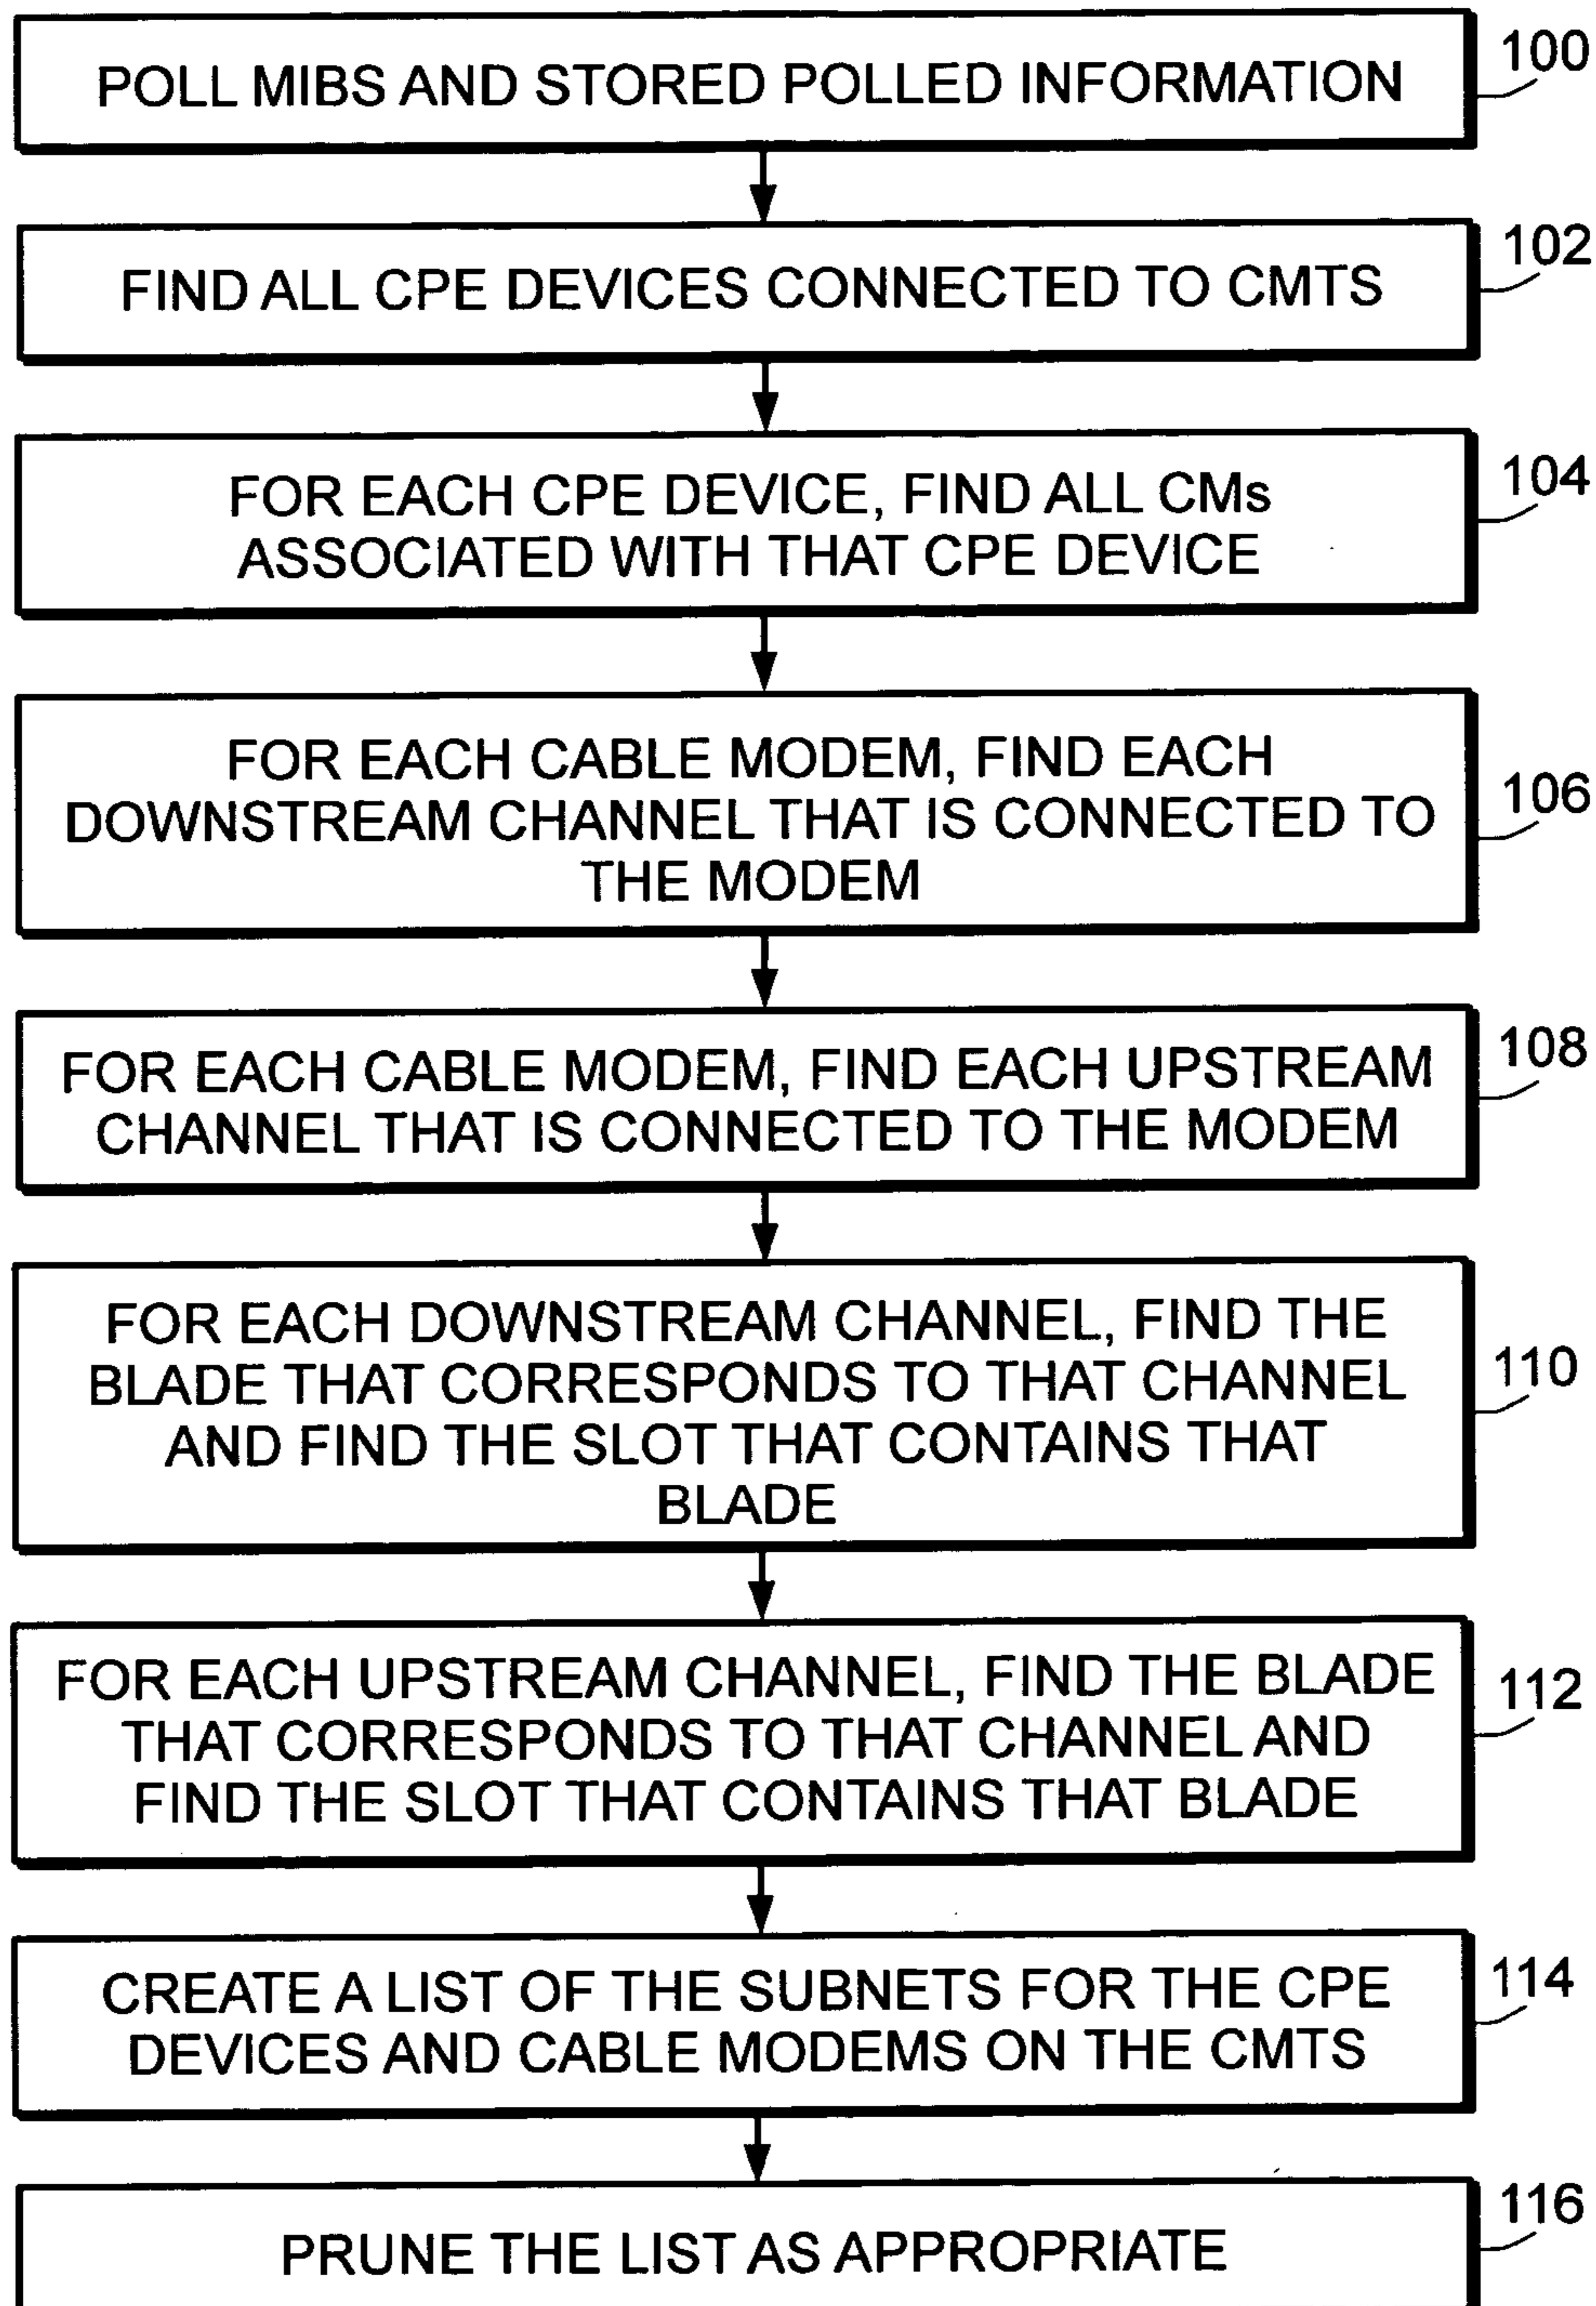 POLL MIBS AND STORED POLLED INFORMATION
100
FIND ALL CPE DEVICES CONNECTED TO CMTS
102
FOR EACH CPE DEVICE, FIND ALL CMs
ASSOCIATED WITH THAT CPE DEVICE
104
FOR EACH CABLE MODEM, FIND EACH
DOWNSTREAM CHANNEL THAT IS CONNECTED TO
THE MODEM
106
FOR EACH CABLE MODEM, FIND EACH UPSTREAM
CHANNEL THAT IS CONNECTED TO THE MODEM
108
FOR EACH DOWNSTREAM CHANNEL, FIND THE
BLADE THAT CORRESPONDS TO THAT CHANNEL
AND FIND THE SLOT THAT CONTAINS THAT
BLADE
110
FOR EACH UPSTREAM CHANNEL, FIND THE BLADE
THAT CORRESPONDS TO THAT CHANNEL AND
FIND THE SLOT THAT CONTAINS THAT BLADE
112
CREATE A LIST OF THE SUBNETS FOR THE CPE
DEVICES AND CABLE MODEMS ON THE CMTS
114
PRUNE THE LIST AS APPROPRIATE
116